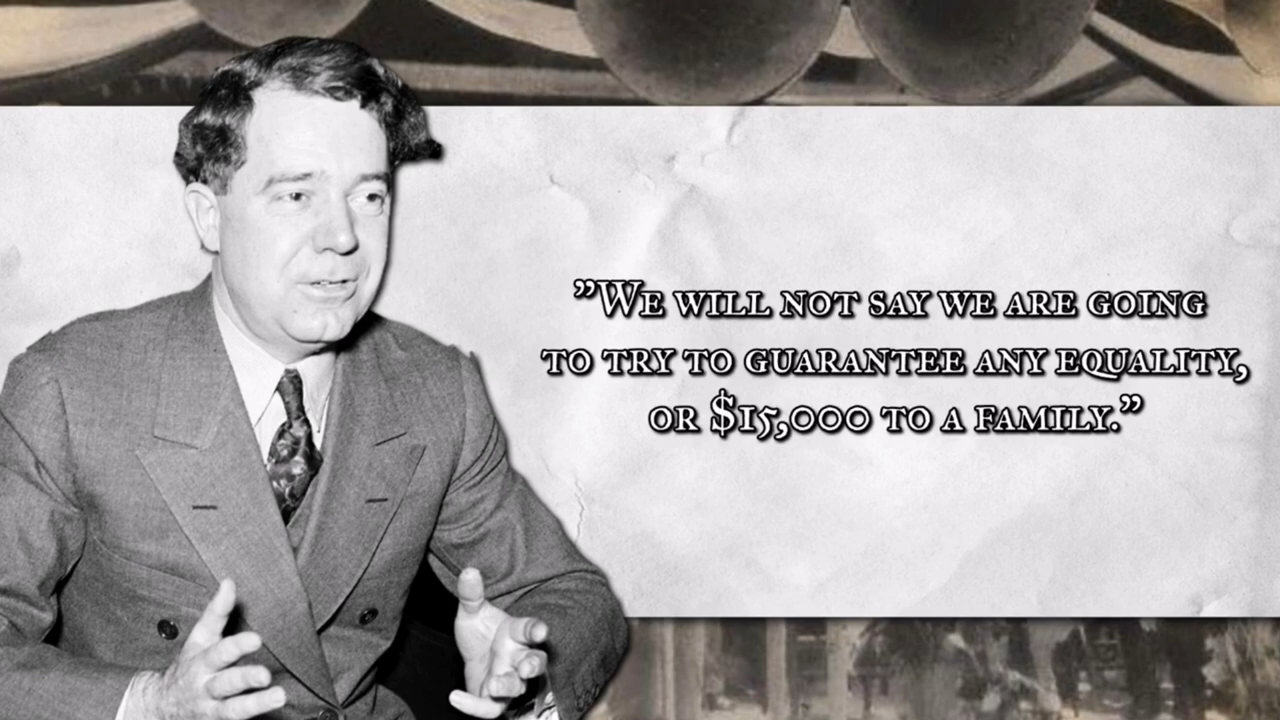 ”We will not say we are going
to try to guarantee any equality,
or $15,000 to a family.”